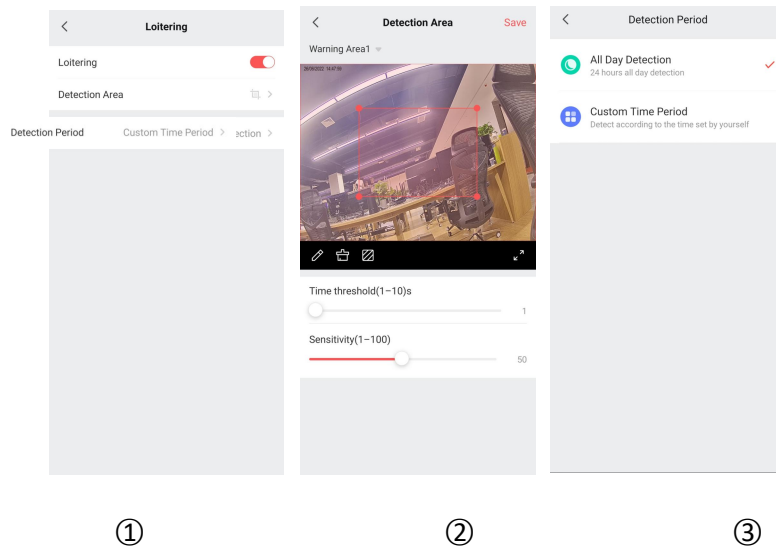 Loitering
Loitering
Detection Area
Detection Period Custom Time Period > ection >
Detection Area Save
Warning Area1
Time threshold(1–10)s
1
Sensitivity(1–100)
50
Detection Period
All Day Detection
24 hours all day detection
Custom Time Period
Detect according to the time set by yourself
① ② ③